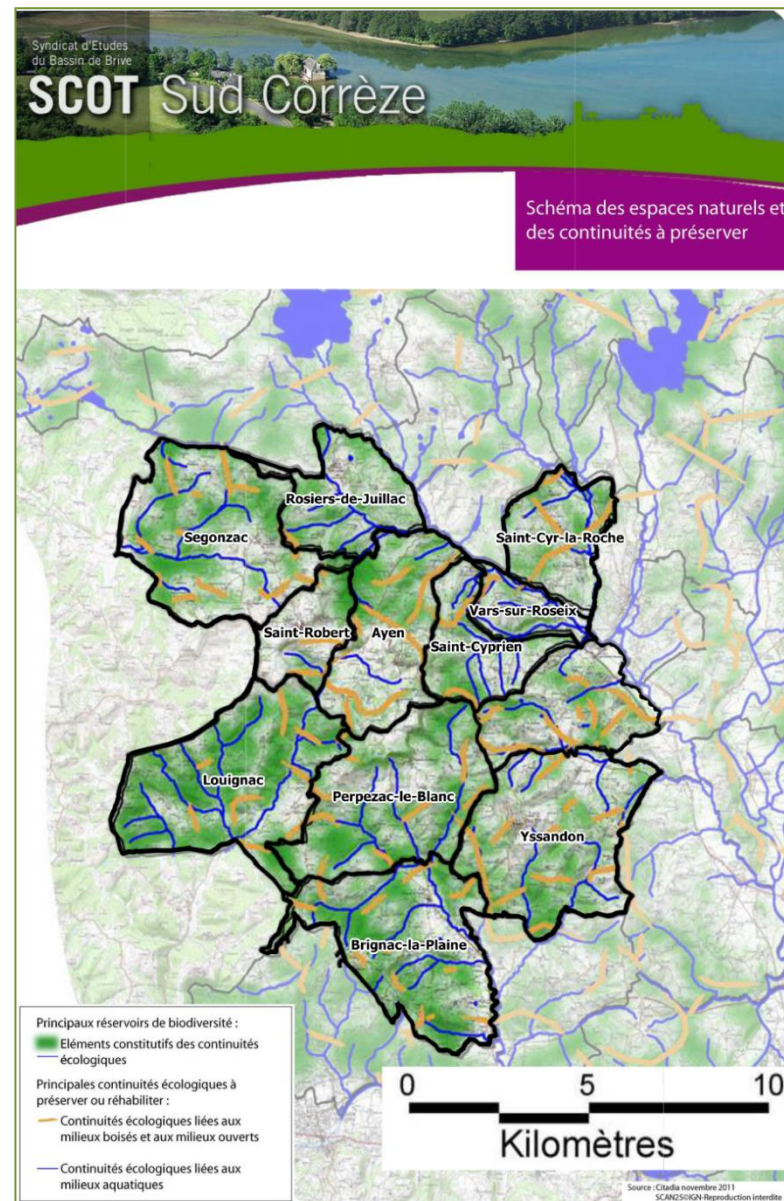 Syndicat d'Etudes
du Bassin de Brive
SCOT Sud Corrèze
Schéma des espaces naturels et
des continuités à préserver
Rosiers-de-Juillac
Segonzac
Saint-Cyr-la-Roche
Vars-sur-Roseix
Saint-Robert
Ayen
Saint-Cyprien
Louignac
Perpezac-le-Blanc
Yssandon
Brignac-la-Plaine
Principaux réservoirs de biodiversité :
Eléments constitutifs des continuités
écologiques
Principales continuités écologiques à
préserver ou réhabiliter :
Continuités écologiques liées aux
milieux boisés et aux milieux ouverts
Continuités écologiques liées aux
milieux aquatiques
0 5 10
Kilomètres
Source : Citadia novembre 2011
SCAN25©IGN-Reproduction interdite